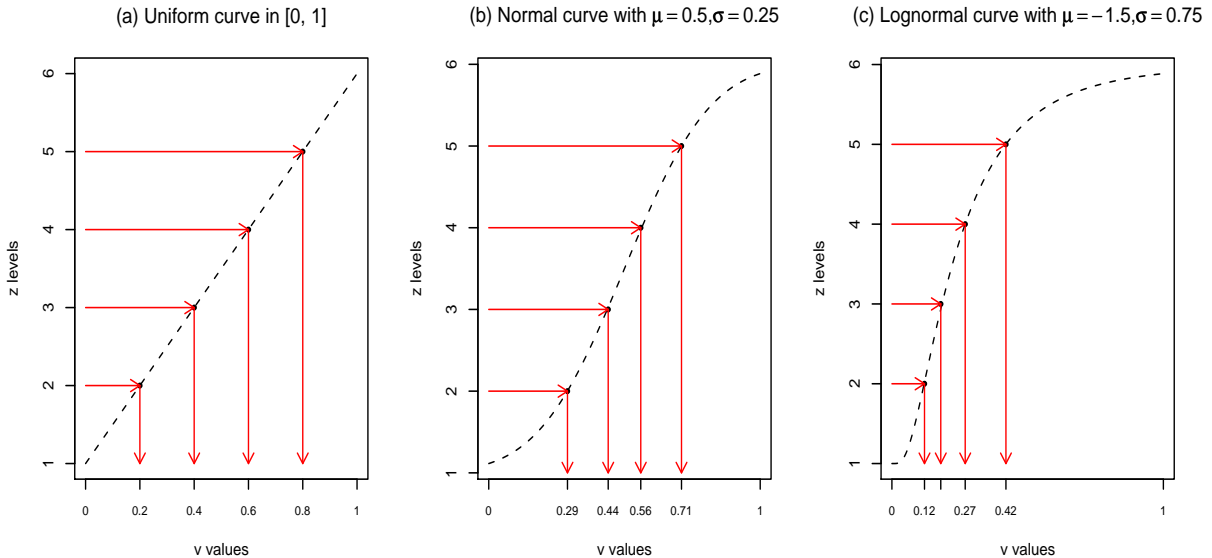 (a) Uniform curve in [0, 1]
z levels
6
5
4
3
2
1
0 0.2 0.4 0.6 0.8 1
v values
(b) Normal curve with μ = 0.5,σ = 0.25
z levels
6
5
4
3
2
1
0 0.29 0.44 0.56 0.71 1
v values
(c) Lognormal curve with μ = −1.5,σ = 0.75
z levels
6
5
4
3
2
1
0 0.12 0.27 0.42 1
v values